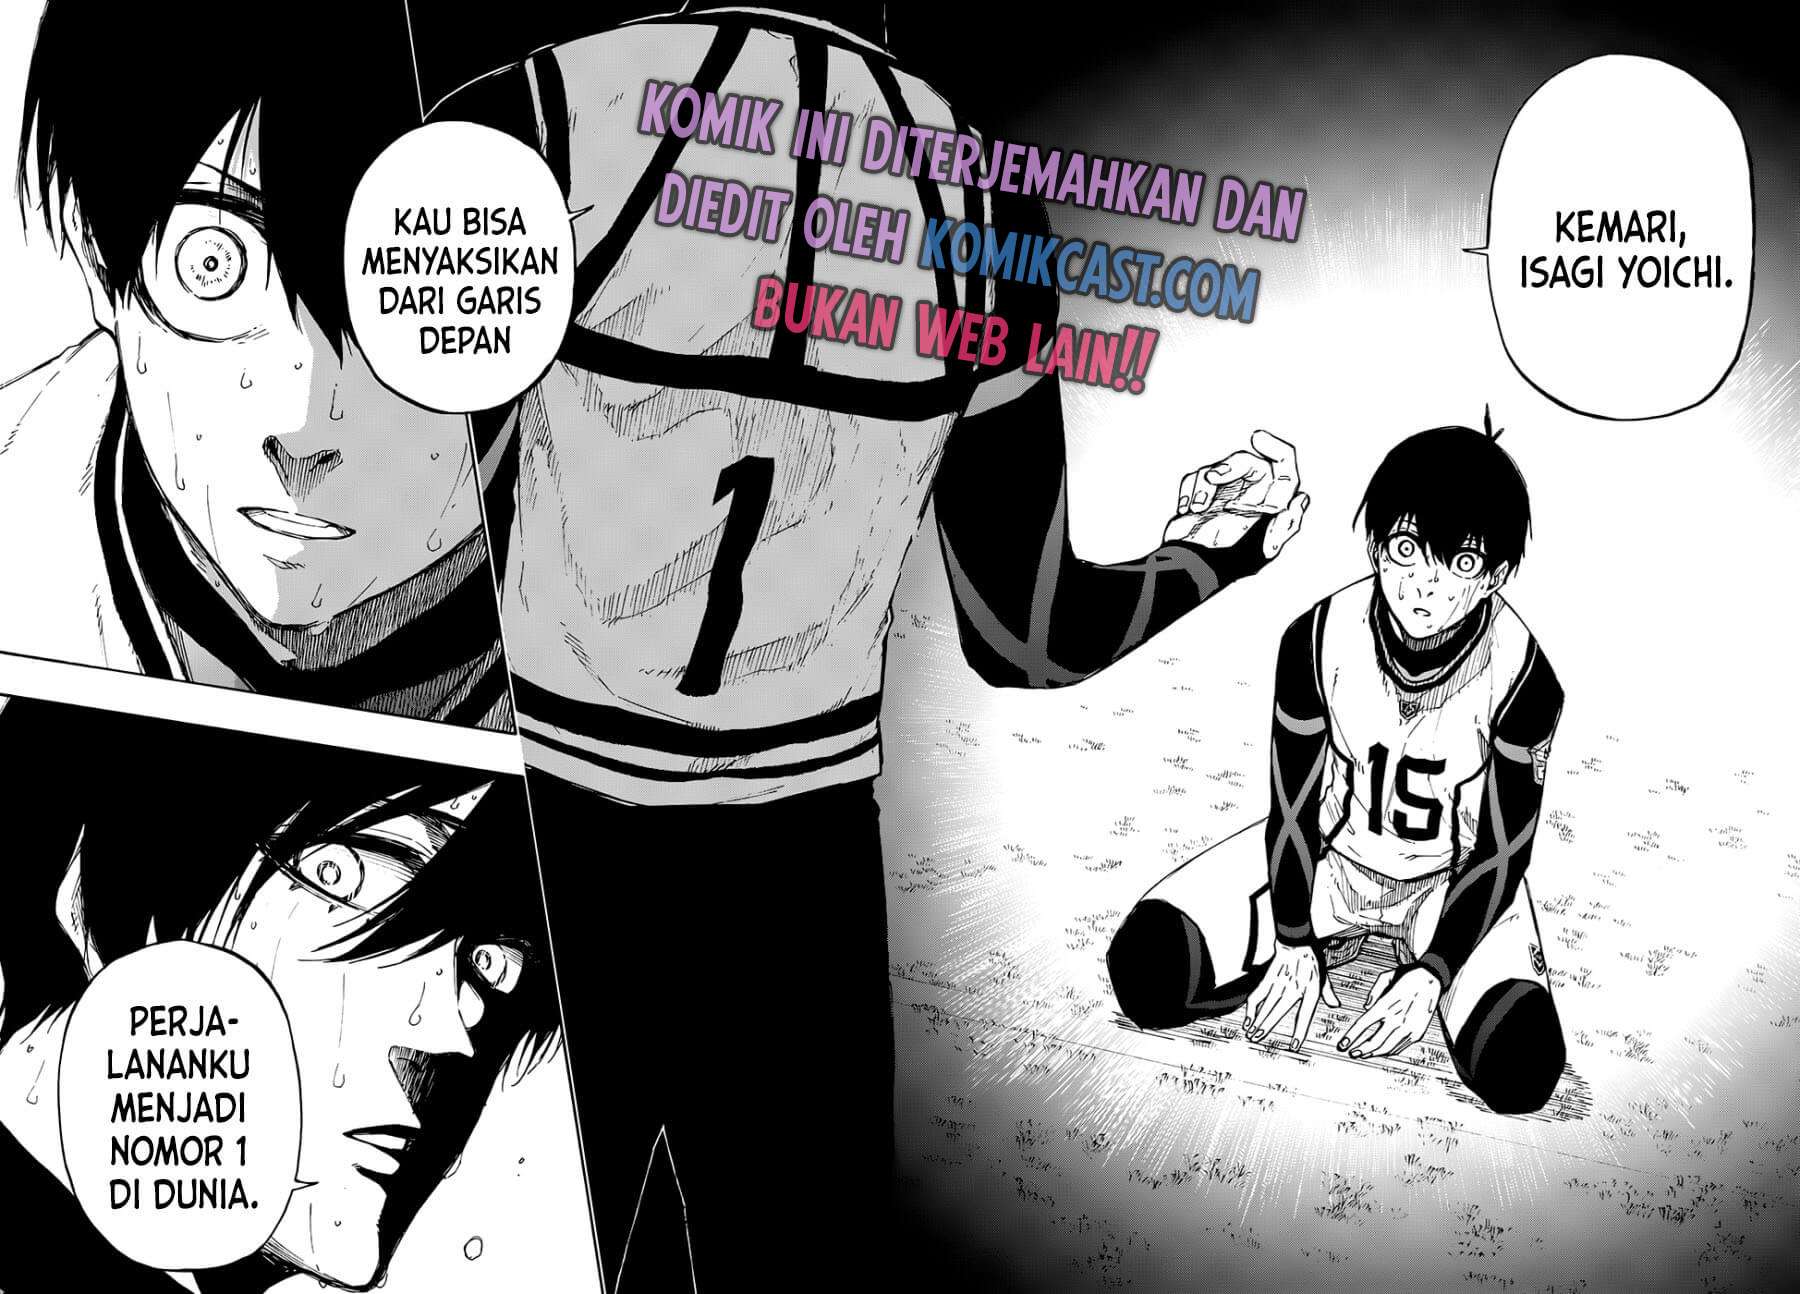 KEMARI,
ISAGI YOICHI.
KOMIK INI DITERJEMAHKAN DAN
DIEDIT OLEH KOMIKCAST.COM
BUKAN WEB LAIN!!
1
15
KAU BISA
MENYAKSIKAN
DARI GARIS
DEPAN
PERJA-
LANANKU
MENJADI
NOMOR 1
DI DUNIA.